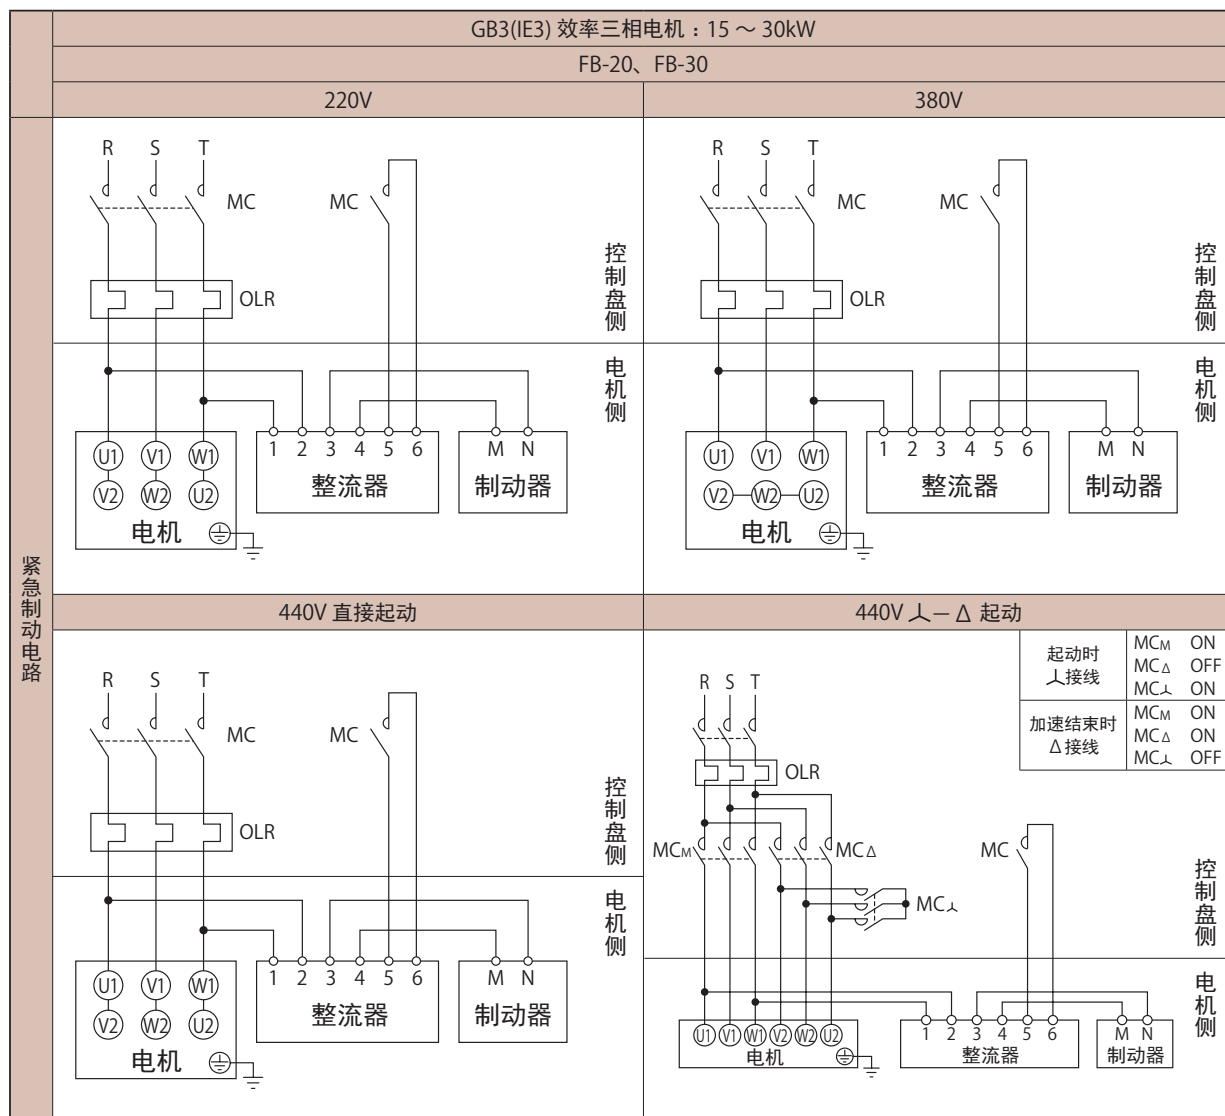 GB3(IE3) 效率三相电机：15 ～ 30kW
FB-20、FB-30
220V 380V
紧急制动电路
R S T
MC MC
OLR
控制盘侧
电机侧
1 2 3 4 5 6 M N
U1 V1 W1
V2 W2 U2
整流器 制动器
电机
R S T
MC MC
OLR
控制盘侧
电机侧
1 2 3 4 5 6 M N
U1 V1 W1
V2 W2 U2
整流器 制动器
电机
440V 直接起动 440V 人－Δ 起动
R S T
MC MC
OLR
控制盘侧
电机侧
1 2 3 4 5 6 M N
U1 V1 W1
V2 W2 U2
整流器 制动器
电机
起动时
人接线
MCM ON
MCΔ OFF
MC人 ON
加速结束时
Δ接线
MCM ON
MCΔ ON
MC人 OFF
R S T
OLR
MCM MCΔ MC
MC人
控制盘侧
电机侧
1 2 3 4 5 6 M N
U1 V1 W1 V2 W2 U2
电机 整流器 制动器